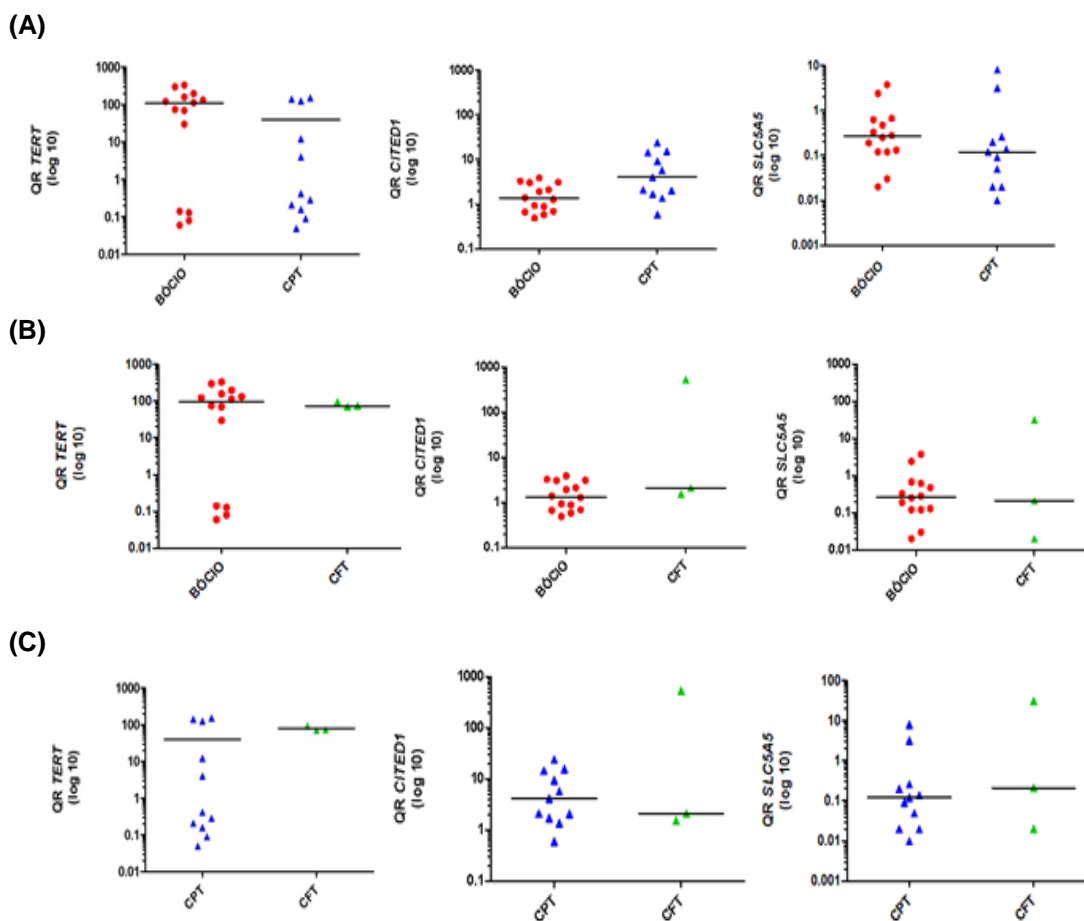 (A)
QR TERT
(log 10)
1000
100
10
1
0.1
0.01
BÓCIO
CPT
QR CITED1
(log 10)
1000
100
10
1
0.1
BÓCIO
CPT
QR SLC5A5
(log 10)
10
1
0.1
0.01
0.001
BÓCIO
CPT
(B)
QR TERT
(log 10)
1000
100
10
1
0.1
0.01
BÓCIO
CFT
QR CITED1
(log 10)
1000
100
10
1
0.1
BÓCIO
CFT
QR SLC5A5
(log 10)
100
10
1
0.1
0.01
BÓCIO
CFT
(C)
QR TERT
(log 10)
1000
100
10
1
0.1
0.01
CPT
CFT
QR CITED1
(log 10)
1000
100
10
1
0.1
CPT
CFT
QR SLC5A5
(log 10)
100
10
1
0.1
0.01
0.001
CPT
CFT